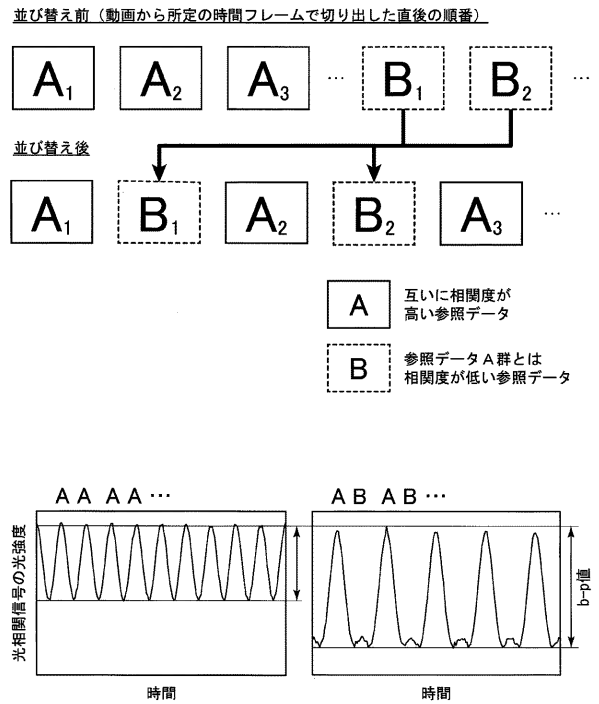 並び替え前（動画から所定の時間フレームで切り出した直後の順番）
A1 A2 A3 … B1 B2 …
並び替え後
A1 B1 A2 B2 A3 …
A 互いに相関度が
高い参照データ
B 参照データA群とは
相関度が低い参照データ
A A A A …
A B A B …
光相関信号の光強度
b-p値
時間
時間